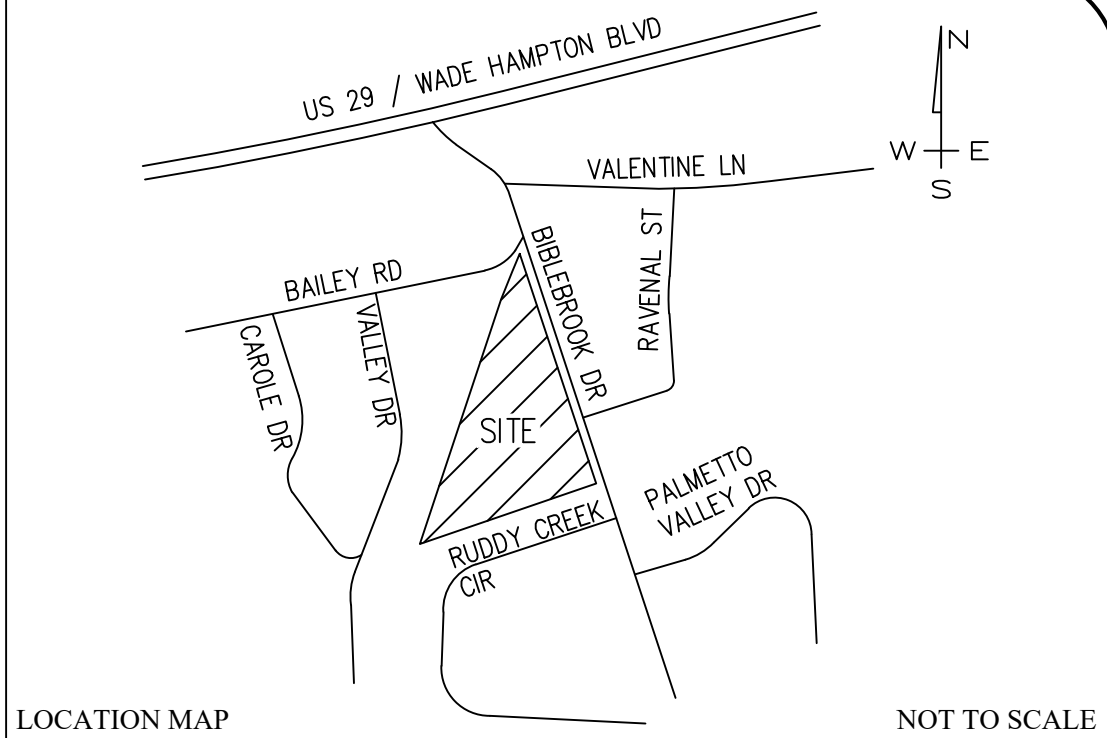 US 29 / WADE HAMPTON BLVD
N
W E
S
VALENTINE LN
RAVENAL ST
BIBLEBROOK DR
BAILEY RD
VALLEY DR
CAROLE DR
SITE
PALMETTO
VALLEY DR
RUDDY CREEK
CIR
LOCATION MAP
NOT TO SCALE